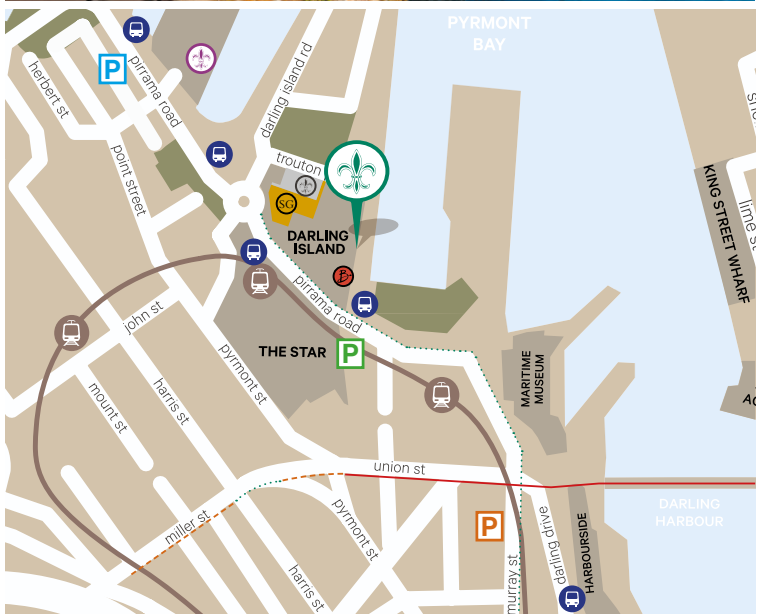 PYRMONT
BAY
herbert st
P
pirrama road
darling island rd
point street
trouton
SG
DARLING
ISLAND
B
KING STREET WHARF
lime st
pirrama road
john st
THE STAR
P
pyrmont st
MARITIME
MUSEUM
mount st
harris st
union st
DARLING
HARBOUR
miller st
pyrmont st
P
harris st
murray st
darling drive
HARBOURSIDE